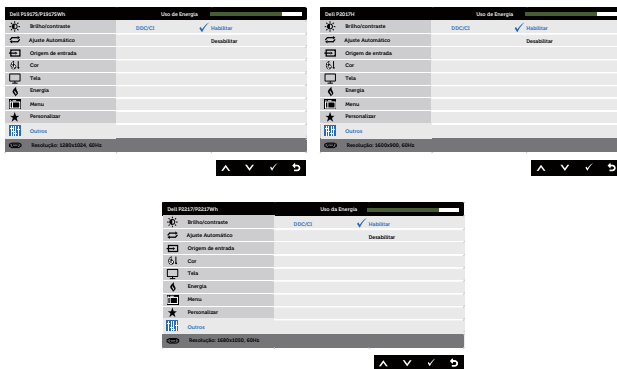 Dell P1917S/P1917SWh Uso de Energia
Brilho/contraste DDC/CI Habilitar
Ajuste Automático Desabilitar
Origem de entrada
Cor
Tela
Energia
Menu
Personalizar
Outros
Resolução: 1280x1024, 60Hz
Dell P2017H Uso de Energia
Brilho/contraste DDC/CI Habilitar
Ajuste Automático Desabilitar
Origem de entrada
Cor
Tela
Energia
Menu
Personalizar
Outros
Resolução: 1600x900, 60Hz
Dell P2217/P2217Wh Uso da Energia
Brilho/contraste DDC/CI Habilitar
Ajuste Automático Desabilitar
Origem de entrada
Cor
Tela
Energia
Menu
Personalizar
Outros
Resolução: 1680x1050, 60Hz